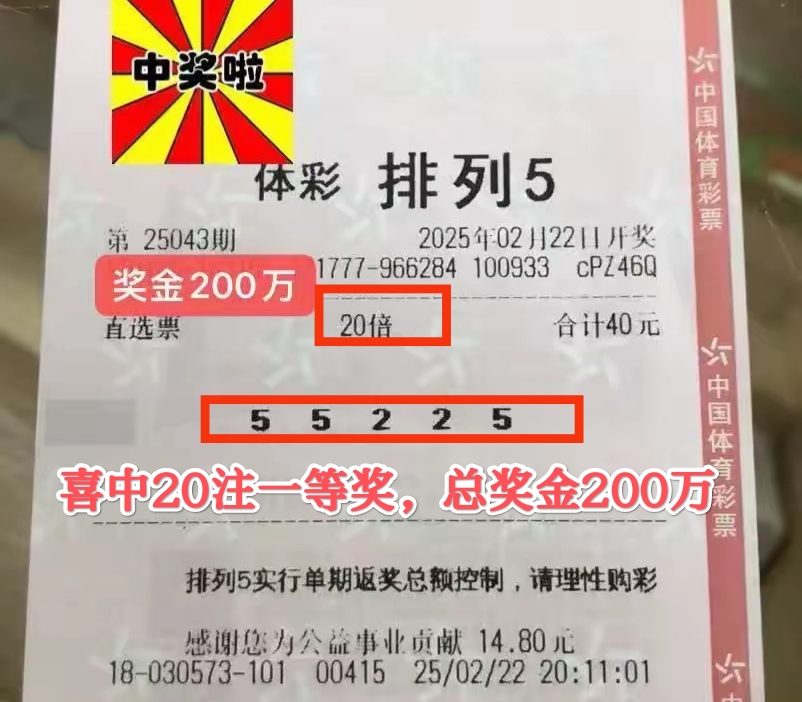 中奖啦
体彩 排列5
第 25043期 2025年02月22日开奖
奖金200万 1777-966284 100933 cPZ46Q
直选票 20倍 合计40元
5 5 2 2 5
喜中20注一等奖，总奖金200万
排列5实行单期返奖总额控制，请理性购彩
感谢您为公益事业贡献 14.80元
18-030573-101 00415 25/02/22 20:11:01
中国体育彩票
中国体育彩票